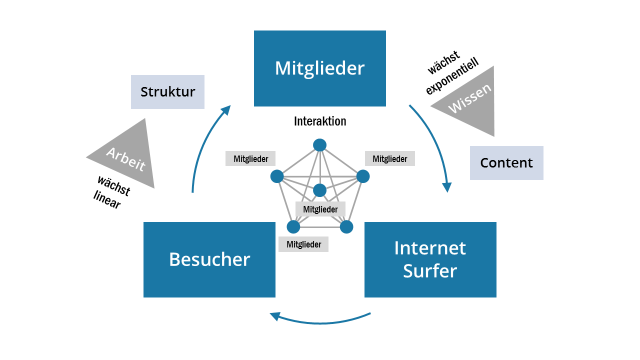 Mitglieder
wächst
exponentiell
Wissen
Struktur
Interaktion
Arbeit
wächst
linear
Mitglieder
Mitglieder
Content
Mitglieder
Mitglieder
Besucher
Internet
Surfer